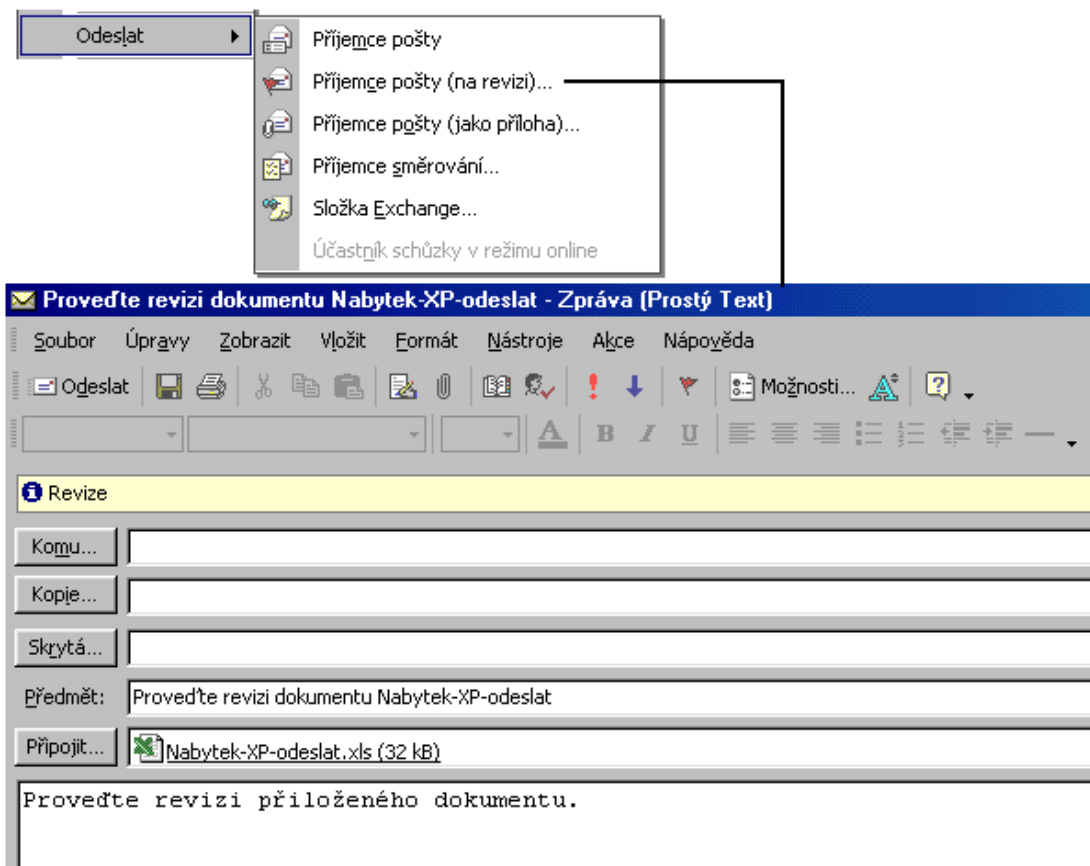 Odeslat
Příjemce pošty
Příjemce pošty (na revizi)...
Příjemce pošty (jako příloha)...
Příjemce směrování...
Složka Exchange...
Účastník schůzky v režimu online
Proveďte revizi dokumentu Nabytek-XP-odeslat - Zpráva (Prostý Text)
Soubor Úpravy Zobrazit Vložit Formát Nástroje Akce Nápověda
Odeslat Možnosti...
A B I U
Revize
Komu...
Kopie...
Skrytá...
Předmět: Proveďte revizi dokumentu Nabytek-XP-odeslat
Připojit... Nabytek-XP-odeslat.xls (32 kB)
Proveďte revizi přiloženého dokumentu.